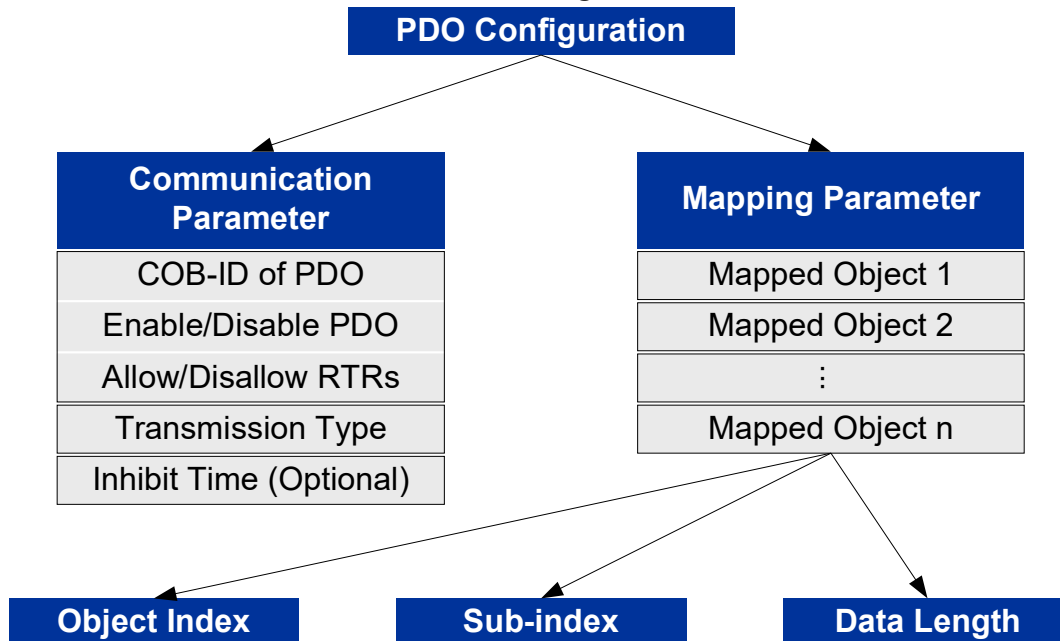 PDO Configuration
Communication
Parameter
COB-ID of PDO
Enable/Disable PDO
Allow/Disallow RTRs
Transmission Type
Inhibit Time (Optional)
Mapping Parameter
Mapped Object 1
Mapped Object 2
⋮
Mapped Object n
Object Index
Sub-index
Data Length